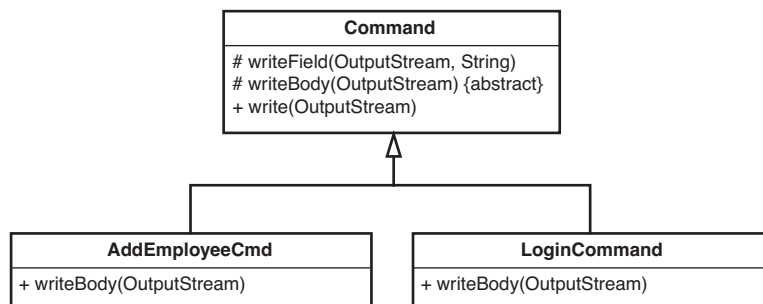 Command
# writeField(OutputStream, String)
# writeBody(OutputStream) {abstract}
+ write(OutputStream)
AddEmployeeCmd
+ writeBody(OutputStream)
LoginCommand
+ writeBody(OutputStream)